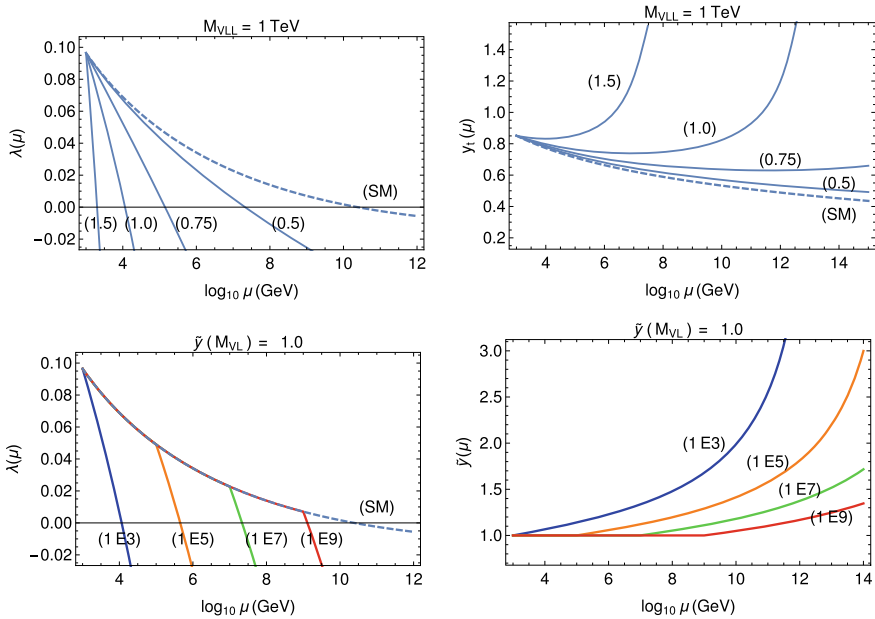 M_VLL = 1 TeV
λ(μ)
0.10
0.08
0.06
0.04
0.02
0.00
−0.02
(SM)
(1.5) (1.0) (0.75) (0.5)
4 6 8 10 12
log₁₀ μ (GeV)
M_VLL = 1 TeV
y_t(μ)
1.4
1.2
1.0
0.8
0.6
0.4
0.2
(1.5)
(1.0)
(0.75)
(0.5)
(SM)
4 6 8 10 12 14
log₁₀ μ (GeV)
ỹ (M_VL) = 1.0
λ(μ)
0.10
0.08
0.06
0.04
0.02
0.00
−0.02
(SM)
(1 E3) (1 E5) (1 E7) (1 E9)
4 6 8 10 12
log₁₀ μ (GeV)
ỹ (M_VL) = 1.0
ỹ(μ)
3.0
2.5
2.0
1.5
1.0
(1 E3)
(1 E5)
(1 E7)
(1 E9)
4 6 8 10 12 14
log₁₀ μ (GeV)